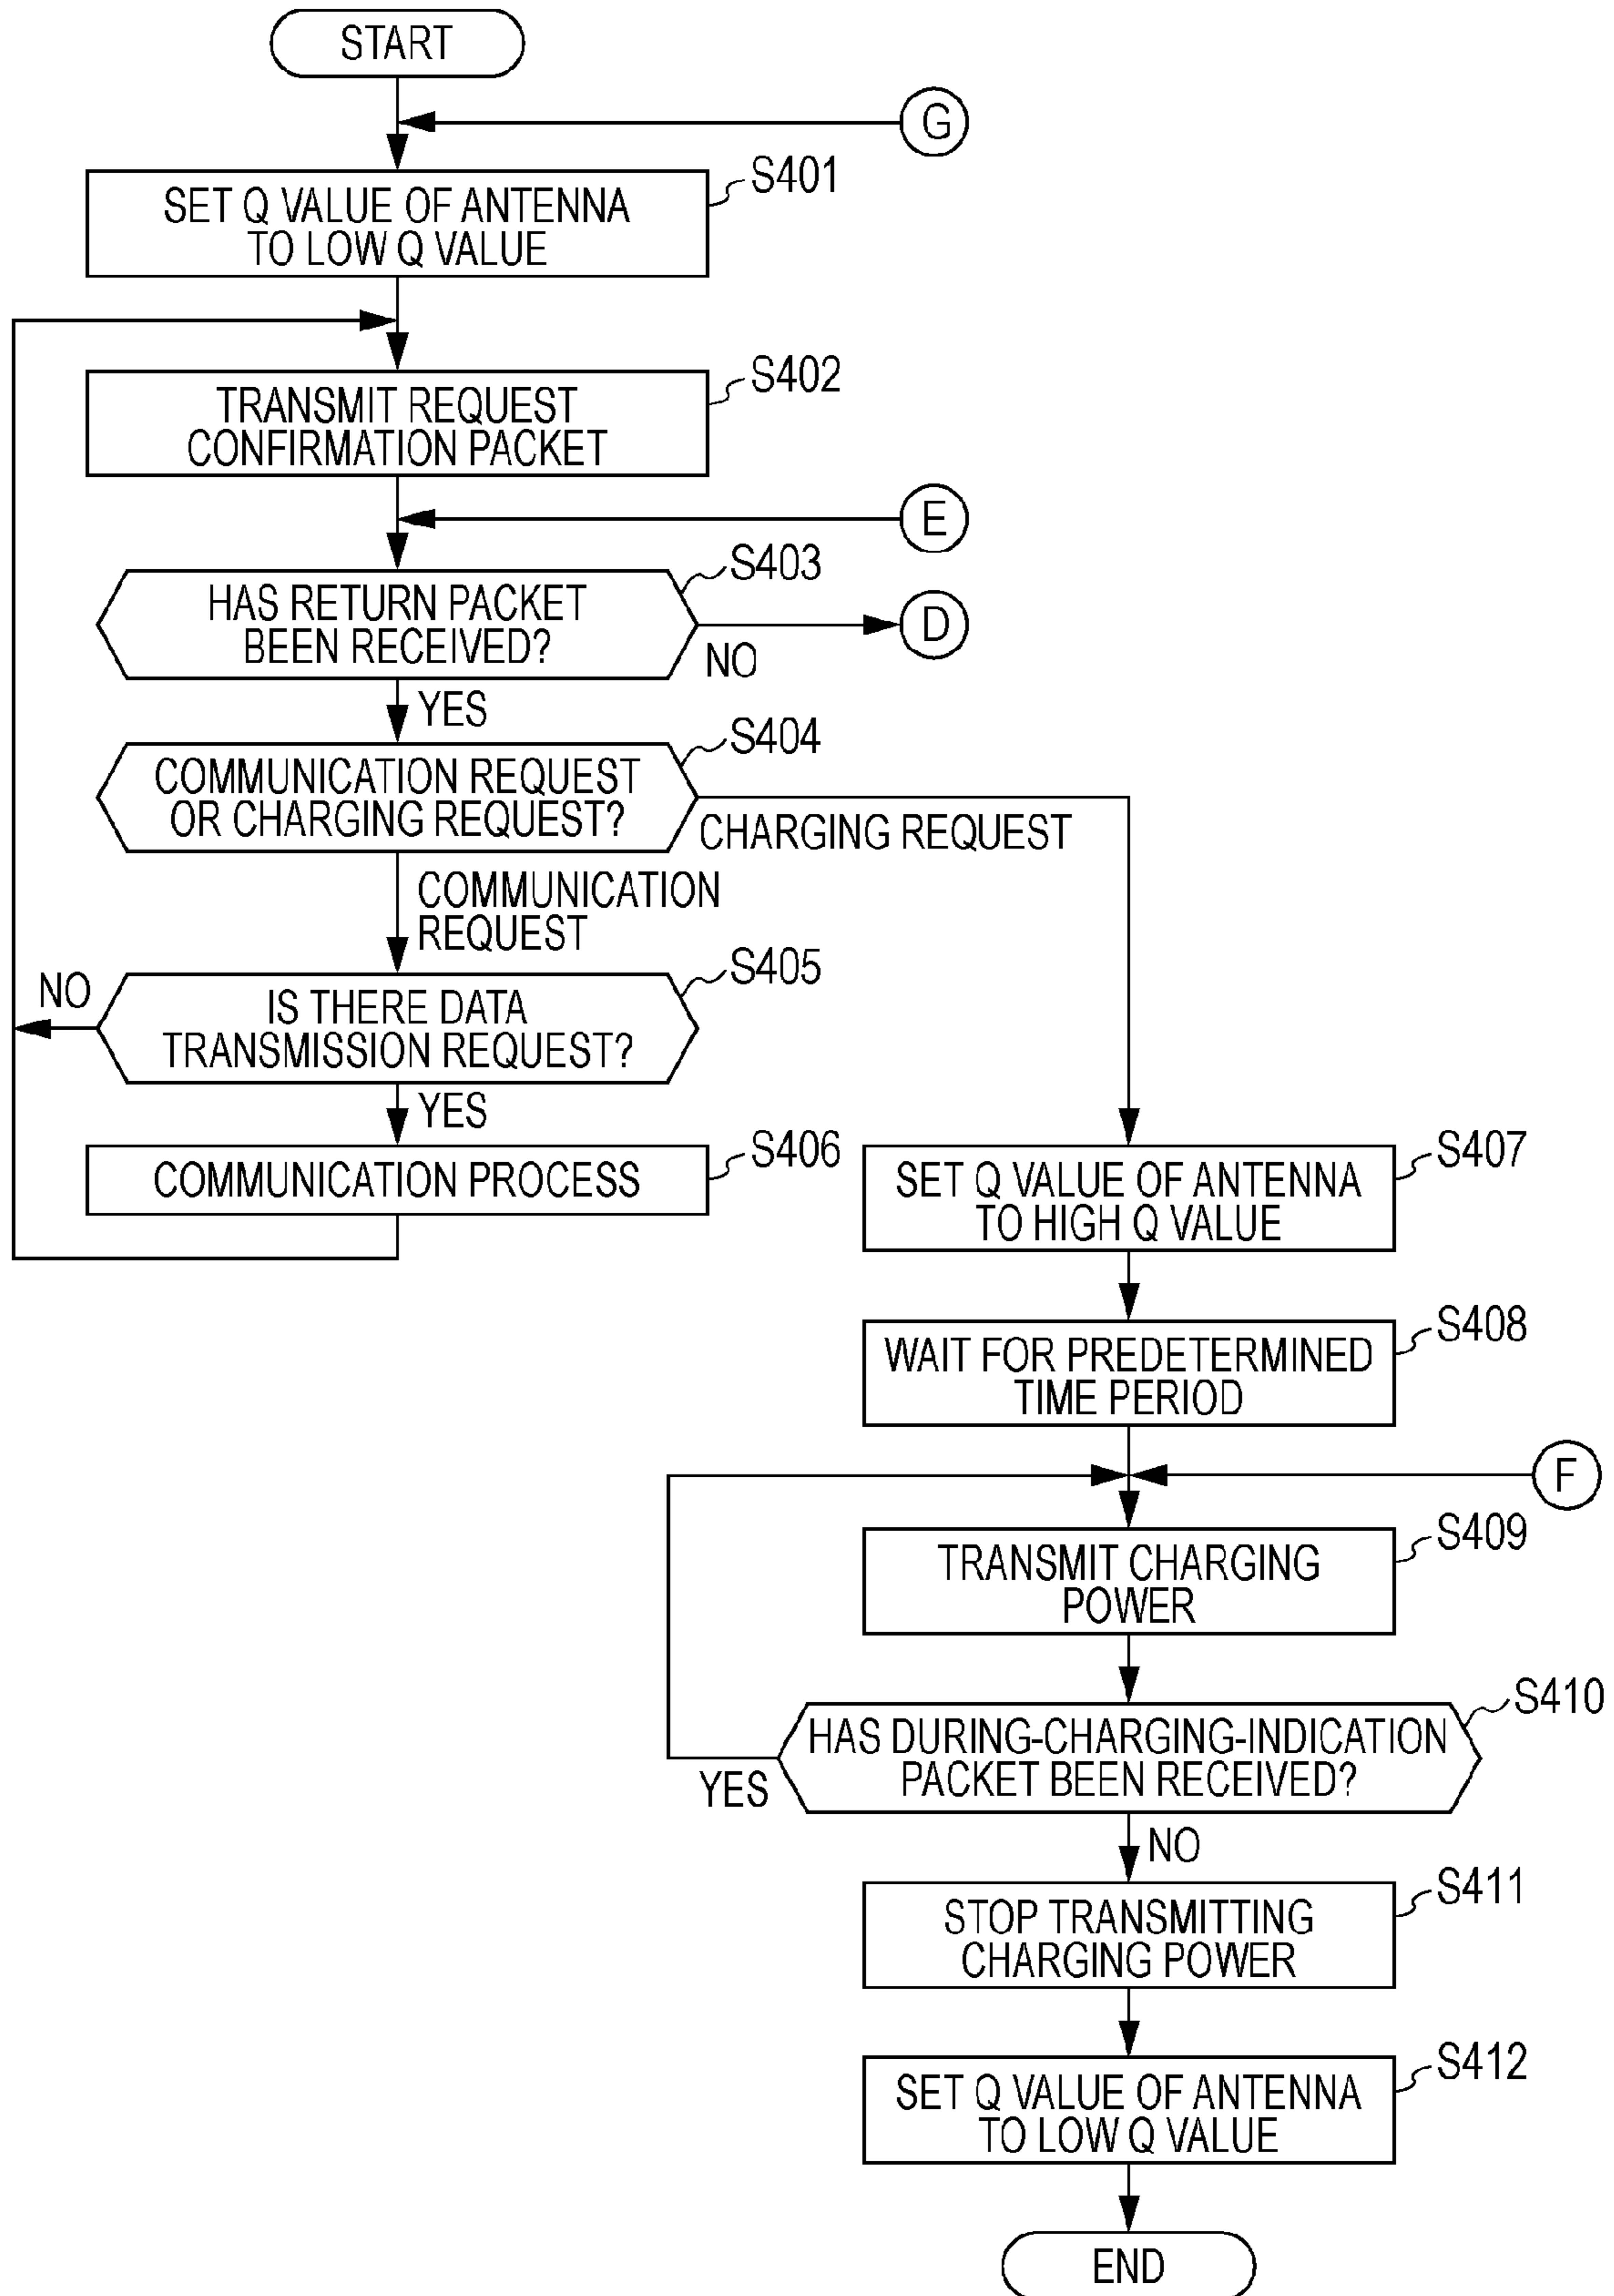 START
G
S401
SET Q VALUE OF ANTENNA
TO LOW Q VALUE
S402
TRANSMIT REQUEST
CONFIRMATION PACKET
E
S403
HAS RETURN PACKET
BEEN RECEIVED?
D
NO
YES
S404
COMMUNICATION REQUEST
OR CHARGING REQUEST?
CHARGING REQUEST
COMMUNICATION
REQUEST
S405
NO
IS THERE DATA
TRANSMISSION REQUEST?
YES
S406
COMMUNICATION PROCESS
S407
SET Q VALUE OF ANTENNA
TO HIGH Q VALUE
S408
WAIT FOR PREDETERMINED
TIME PERIOD
F
S409
TRANSMIT CHARGING
POWER
S410
HAS DURING-CHARGING-INDICATION
PACKET BEEN RECEIVED?
YES
NO
S411
STOP TRANSMITTING
CHARGING POWER
S412
SET Q VALUE OF ANTENNA
TO LOW Q VALUE
END